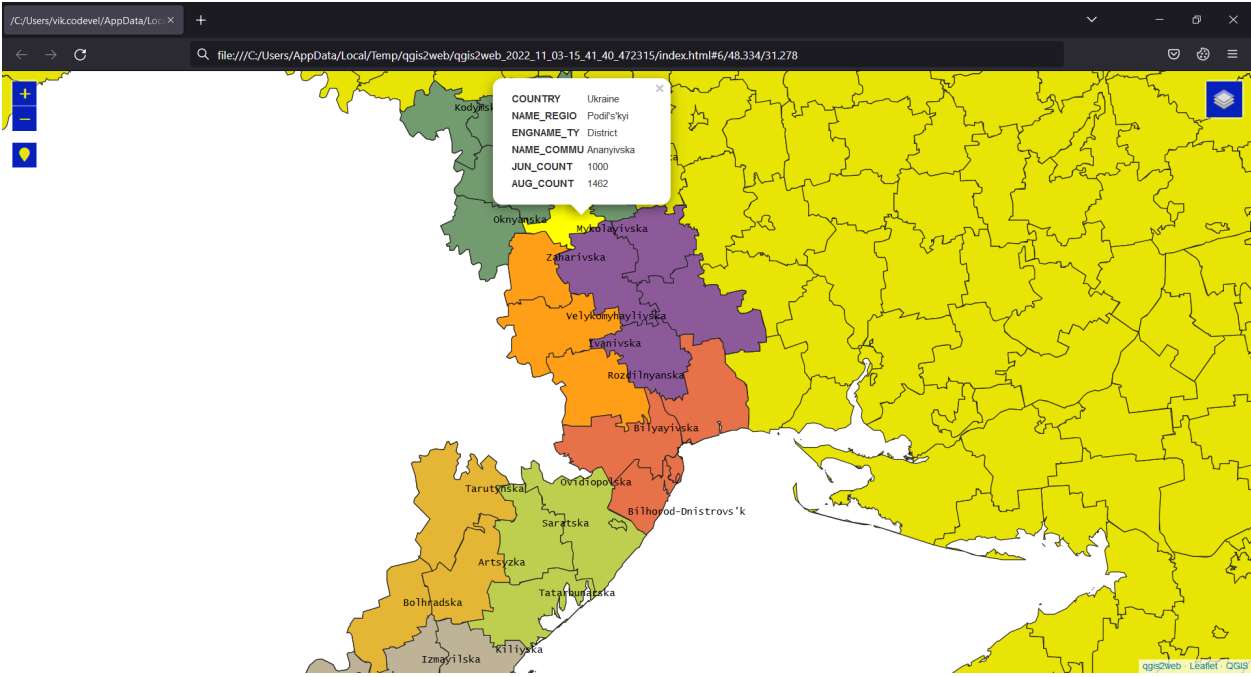 /C:/Users/vik.codevel/AppData/Loc
file:///C:/Users/AppData/Local/Temp/qgis2web/qgis2web_2022_11_03-15_41_40_472315/index.html#6/48.334/31.278
COUNTRY Ukraine
NAME_REGIO Podil's'kyi
ENGNAME_TY District
NAME_COMMU Ananyivska
JUN_COUNT 1000
AUG_COUNT 1462
Oknyanska
Mykolayivska
Zaharivska
Velykomyhaylivska
Ivanivska
Rozdilnyanska
Bilyayivska
Ovidiopolska
Tarutynska
Bilhorod-Dnistrovs'k
Saratska
Artsyzka
Tatarbunarska
Bolhradska
Kiliyska
Izmayilska
qgis2web · Leaflet · QGIS